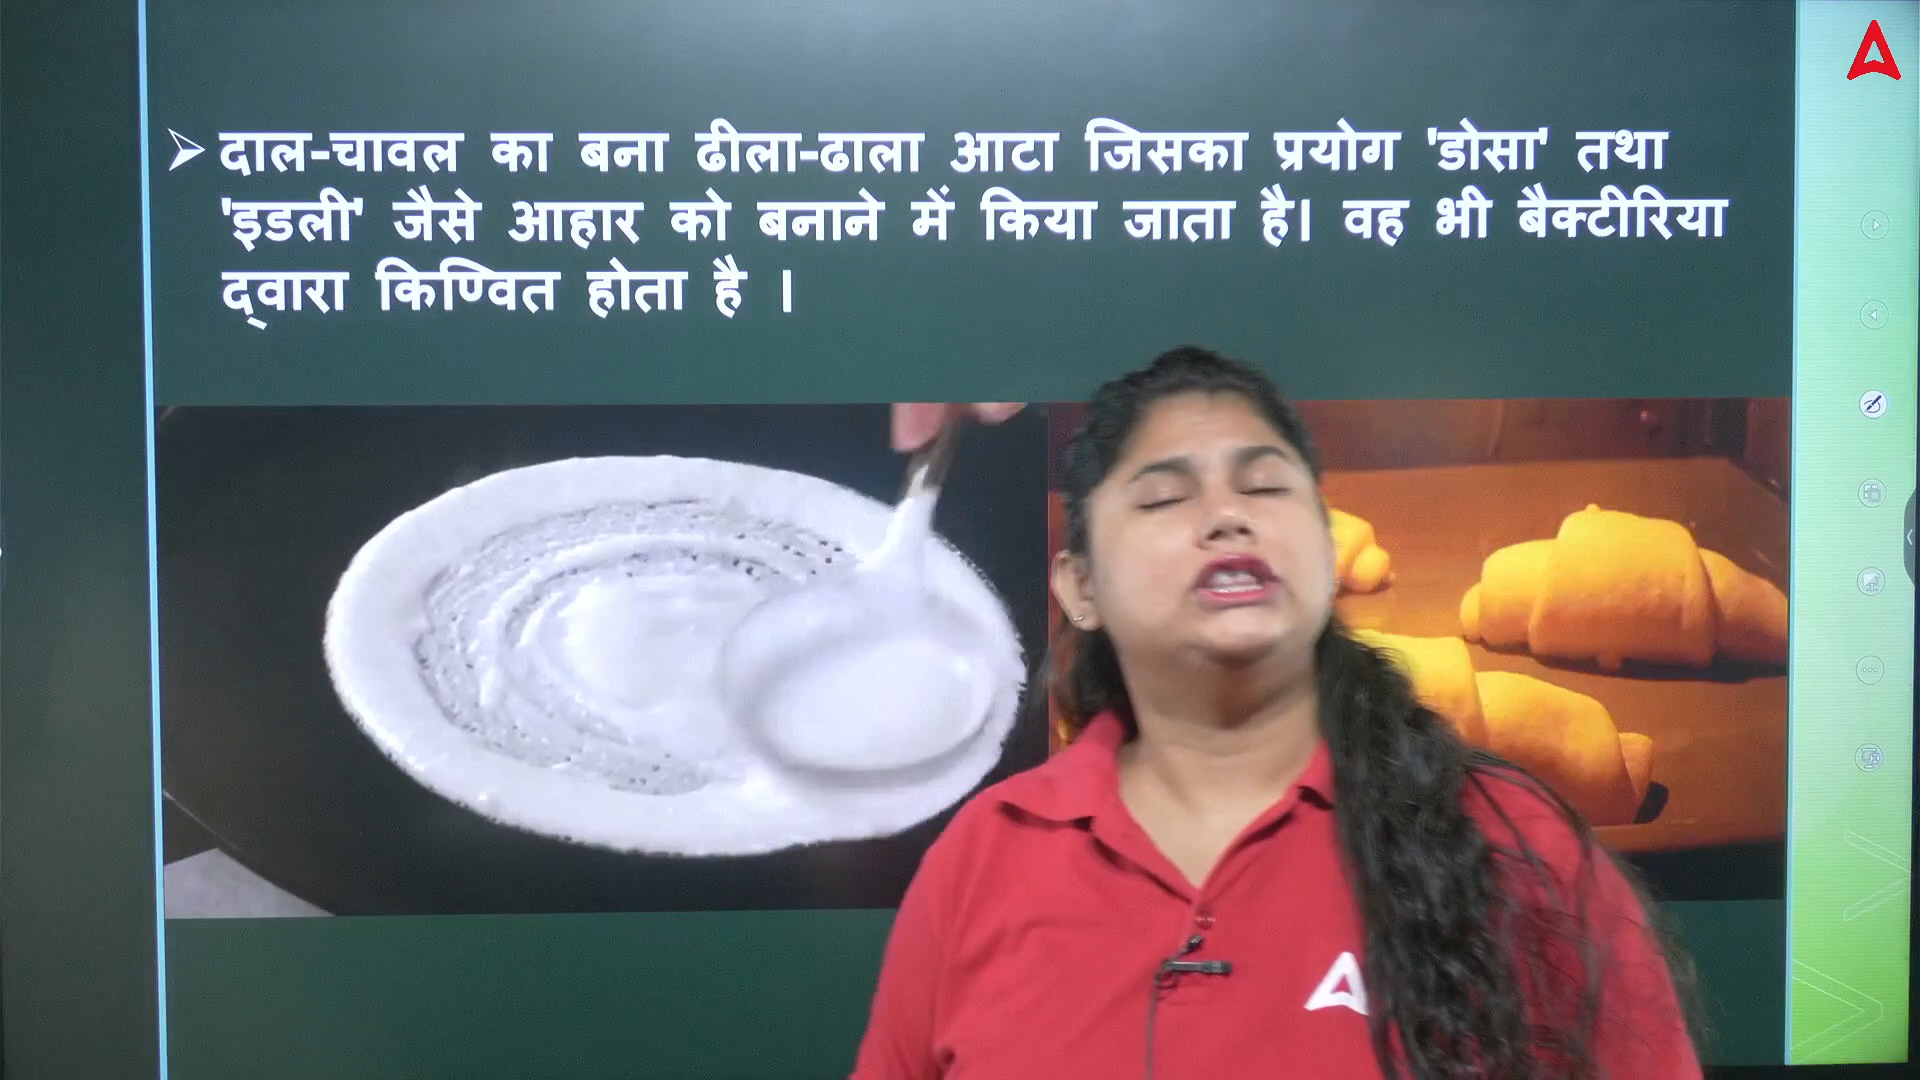 दाल-चावल का बना ढीला-ढाला आटा जिसका प्रयोग 'डोसा' तथा
'इडली' जैसे आहार को बनाने में किया जाता है। वह भी बैक्टीरिया
द्वारा किण्वित होता है ।